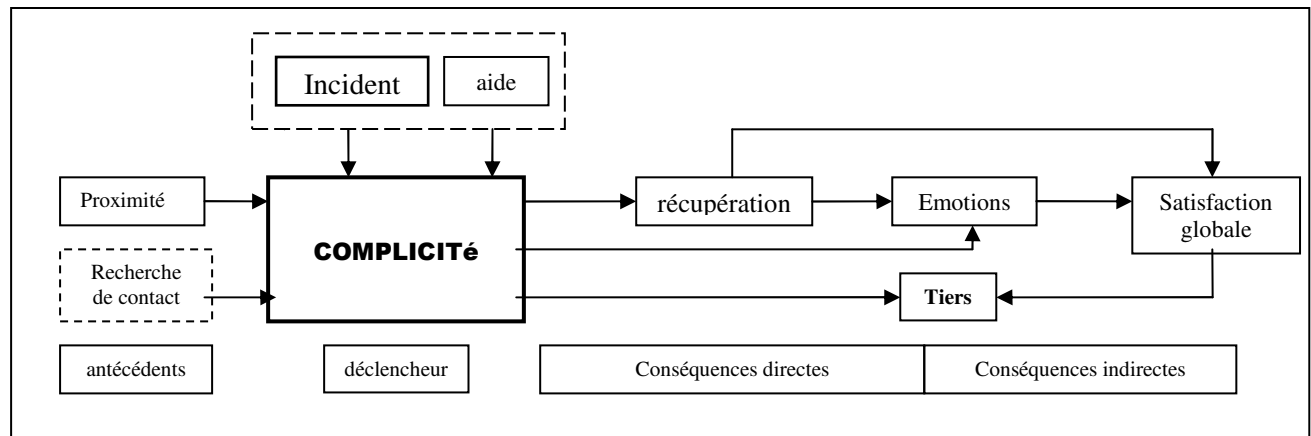 Incident
aide
Proximité
COMPLICITé
récupération
Emotions
Satisfaction
globale
Recherche
de contact
Tiers
antécédents
déclencheur
Conséquences directes
Conséquences indirectes